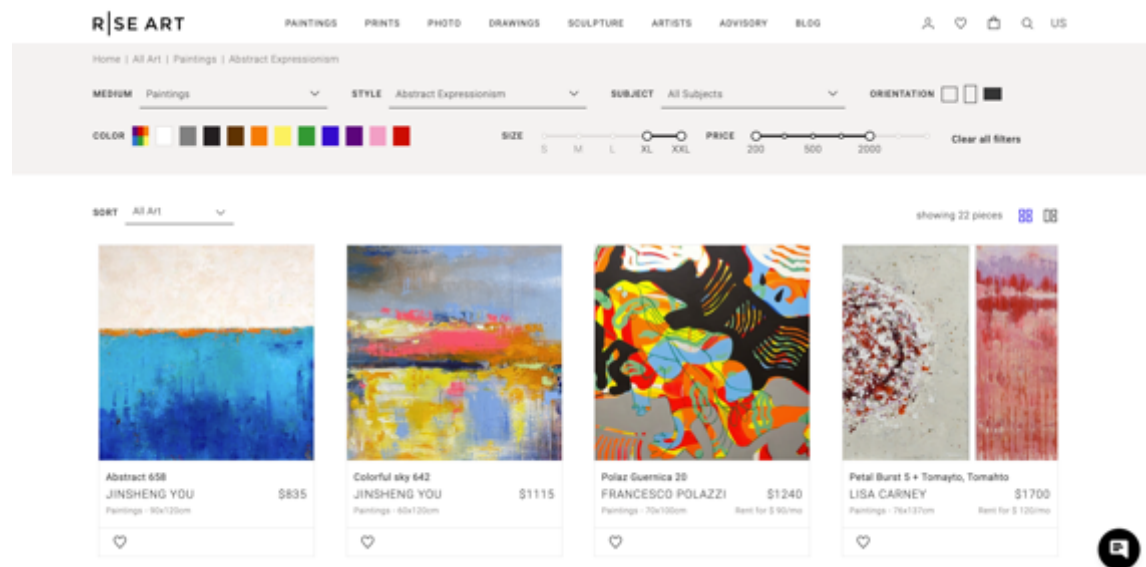 R|SE ART
PAINTINGS PRINTS PHOTO DRAWINGS SCULPTURE ARTISTS ADVISORY BLOG US
Home | All Art | Paintings | Abstract Expressionism
MEDIUM Paintings STYLE Abstract Expressionism SUBJECT All Subjects ORIENTATION
COLOR SIZE S M L XL XXL PRICE 200 500 2000 Clear all filters
SORT All Art showing 22 pieces
Abstract 658
JINSHENG YOU $835
Paintings - 90x120cm
Colorful sky 642
JINSHENG YOU $1115
Paintings - 60x120cm
Polaz Guernica 20
FRANCESCO POLAZZI $1240
Paintings - 70x100cm Rent for $ 90/mo
Petal Burst 5 + Tomayto, Tomahto
LISA CARNEY $1700
Paintings - 76x137cm Rent for $ 120/mo